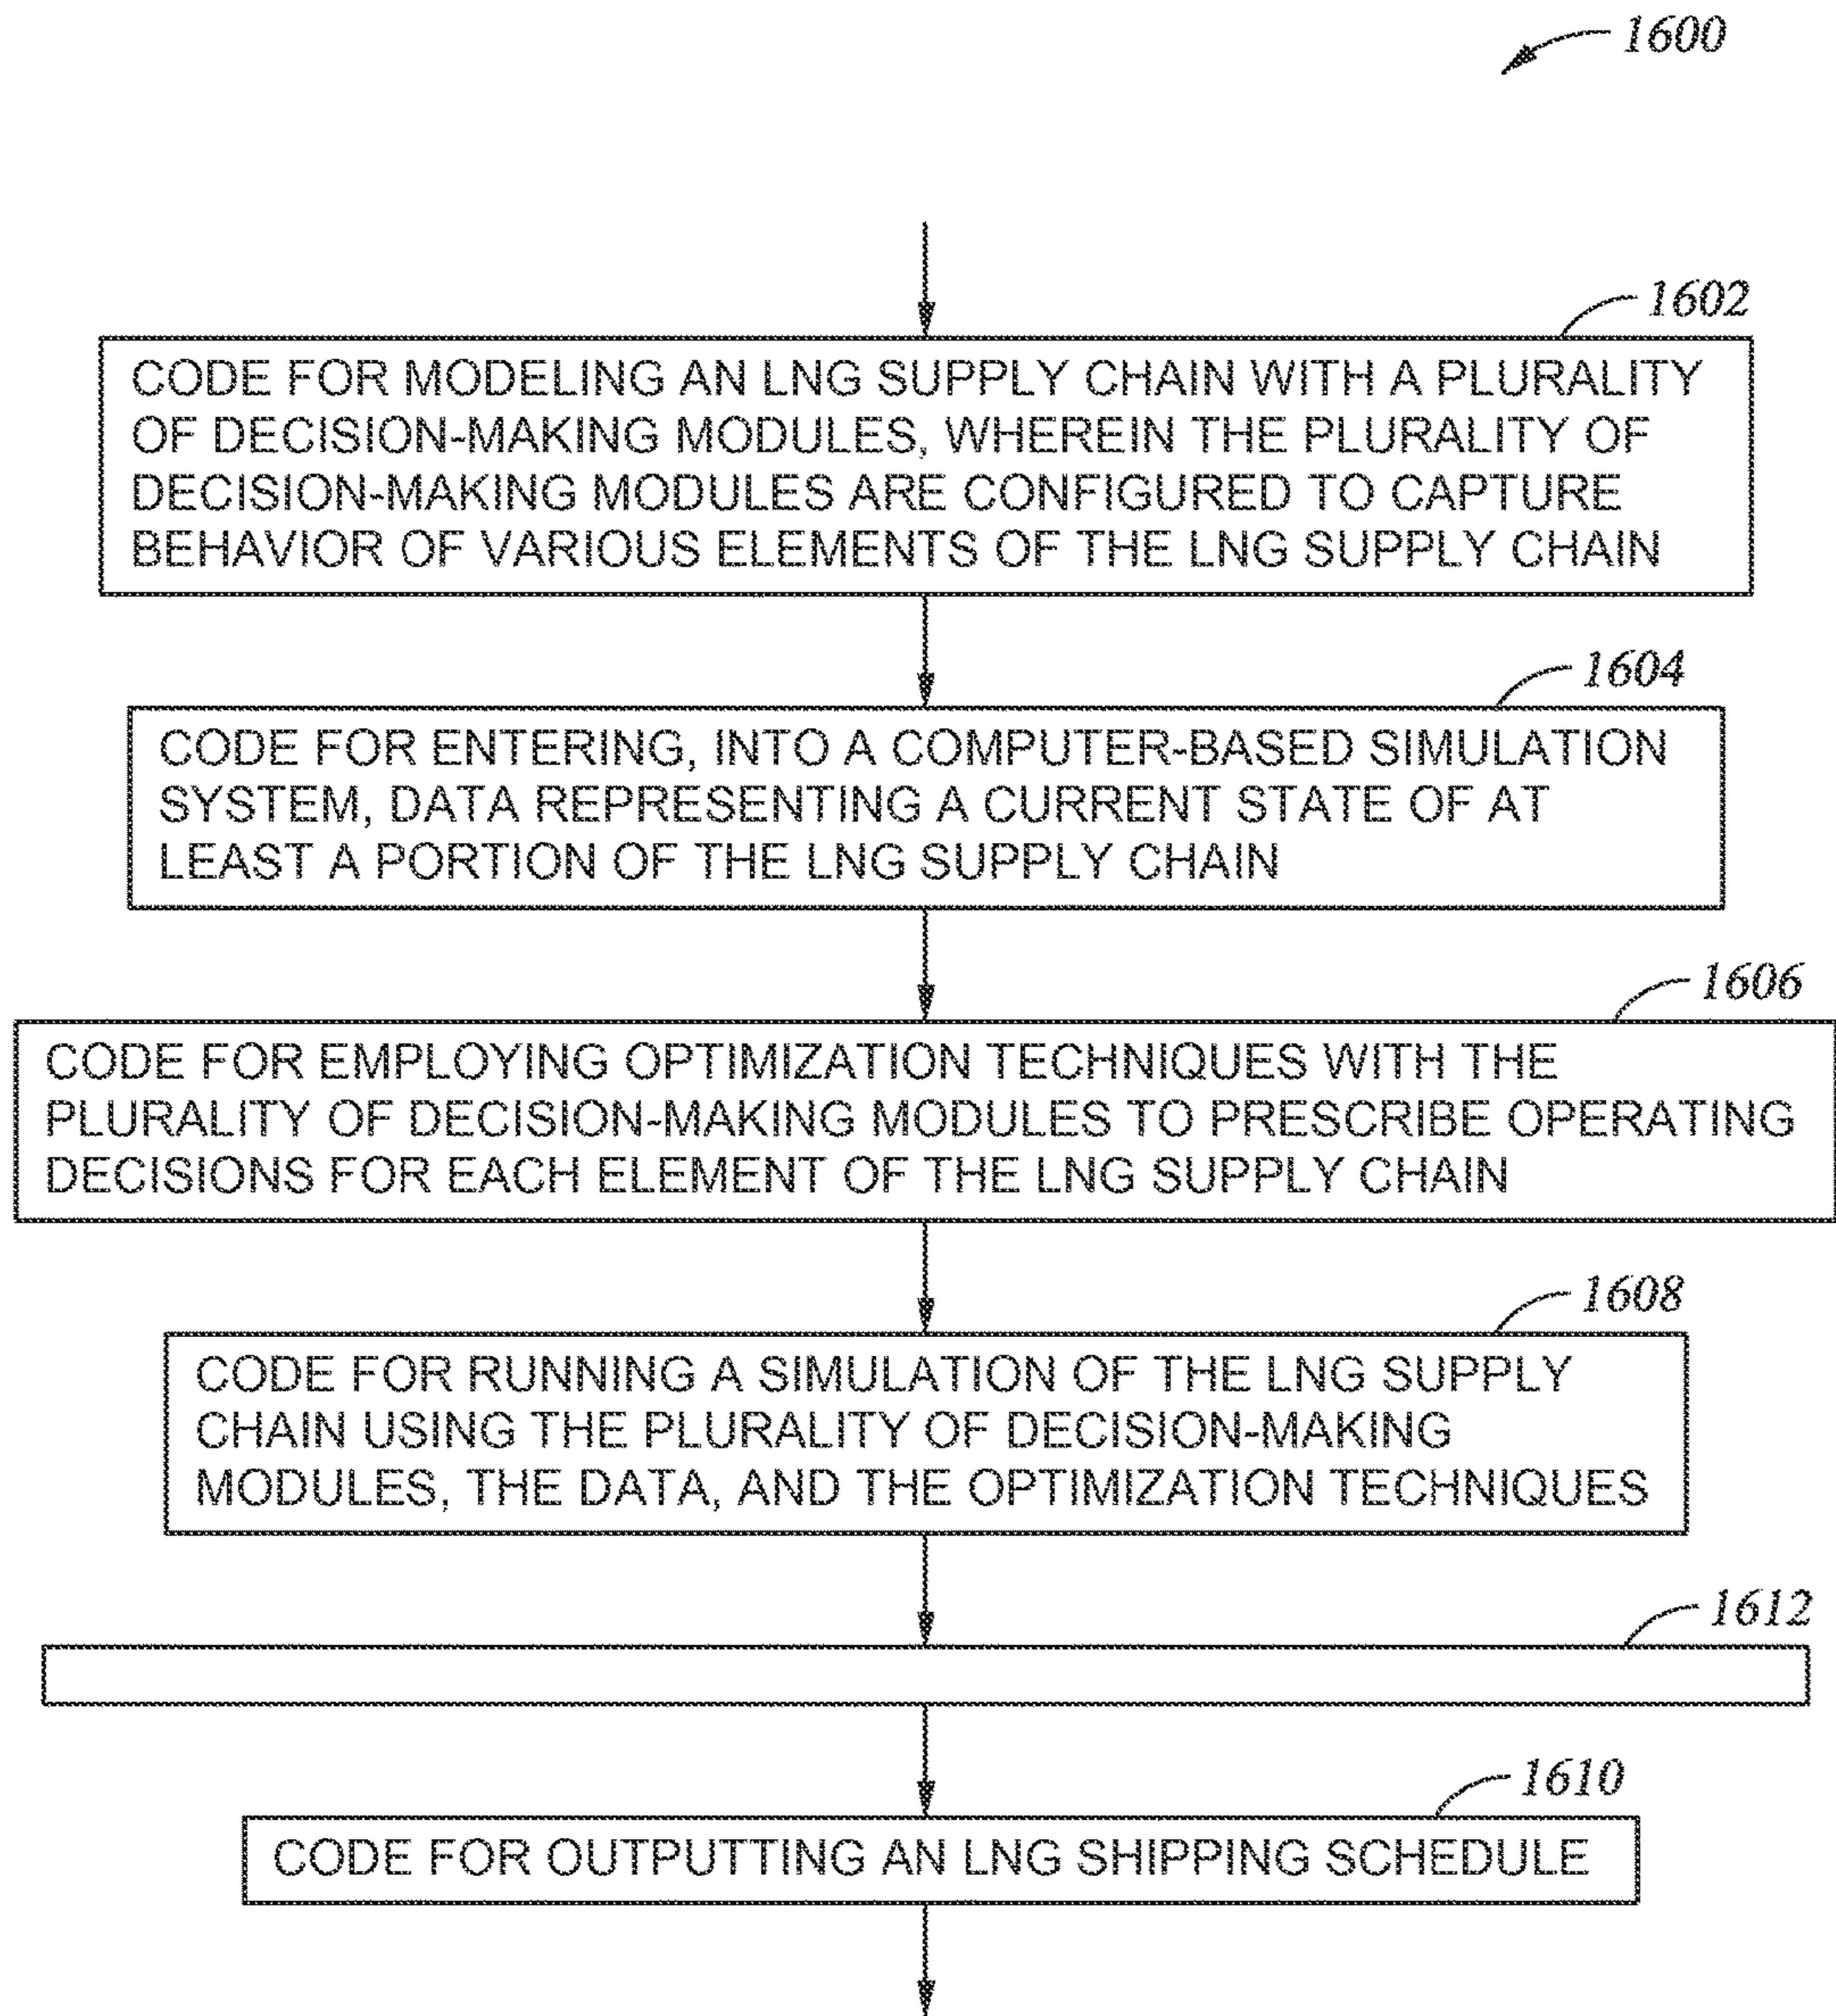 1600
1602
CODE FOR MODELING AN LNG SUPPLY CHAIN WITH A PLURALITY
OF DECISION-MAKING MODULES, WHEREIN THE PLURALITY OF
DECISION-MAKING MODULES ARE CONFIGURED TO CAPTURE
BEHAVIOR OF VARIOUS ELEMENTS OF THE LNG SUPPLY CHAIN
1604
CODE FOR ENTERING, INTO A COMPUTER-BASED SIMULATION
SYSTEM, DATA REPRESENTING A CURRENT STATE OF AT
LEAST A PORTION OF THE LNG SUPPLY CHAIN
1606
CODE FOR EMPLOYING OPTIMIZATION TECHNIQUES WITH THE
PLURALITY OF DECISION-MAKING MODULES TO PRESCRIBE OPERATING
DECISIONS FOR EACH ELEMENT OF THE LNG SUPPLY CHAIN
1608
CODE FOR RUNNING A SIMULATION OF THE LNG SUPPLY
CHAIN USING THE PLURALITY OF DECISION-MAKING
MODULES, THE DATA, AND THE OPTIMIZATION TECHNIQUES
1612
1610
CODE FOR OUTPUTTING AN LNG SHIPPING SCHEDULE